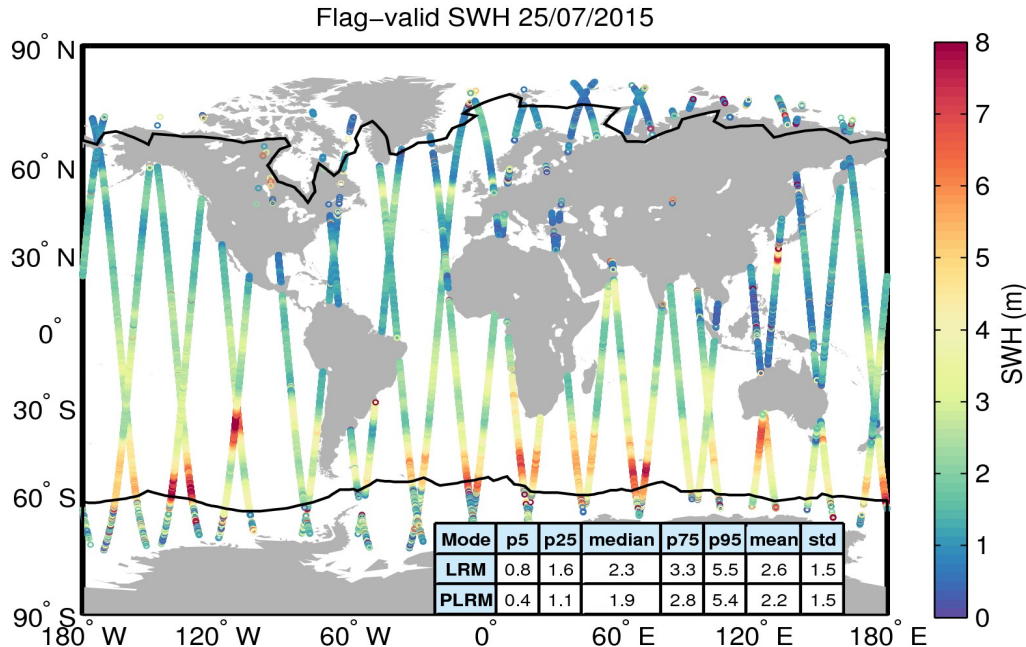 Flag−valid SWH 25/07/2015
90° N
60° N
30° N
0°
30° S
60° S
90° S
180° W
120° W
60° W
0°
60° E
120° E
180° E
Mode p5 p25 median p75 p95 mean std
LRM 0.8 1.6 2.3 3.3 5.5 2.6 1.5
PLRM 0.4 1.1 1.9 2.8 5.4 2.2 1.5
8
7
6
5
4
3
2
1
0
SWH (m)